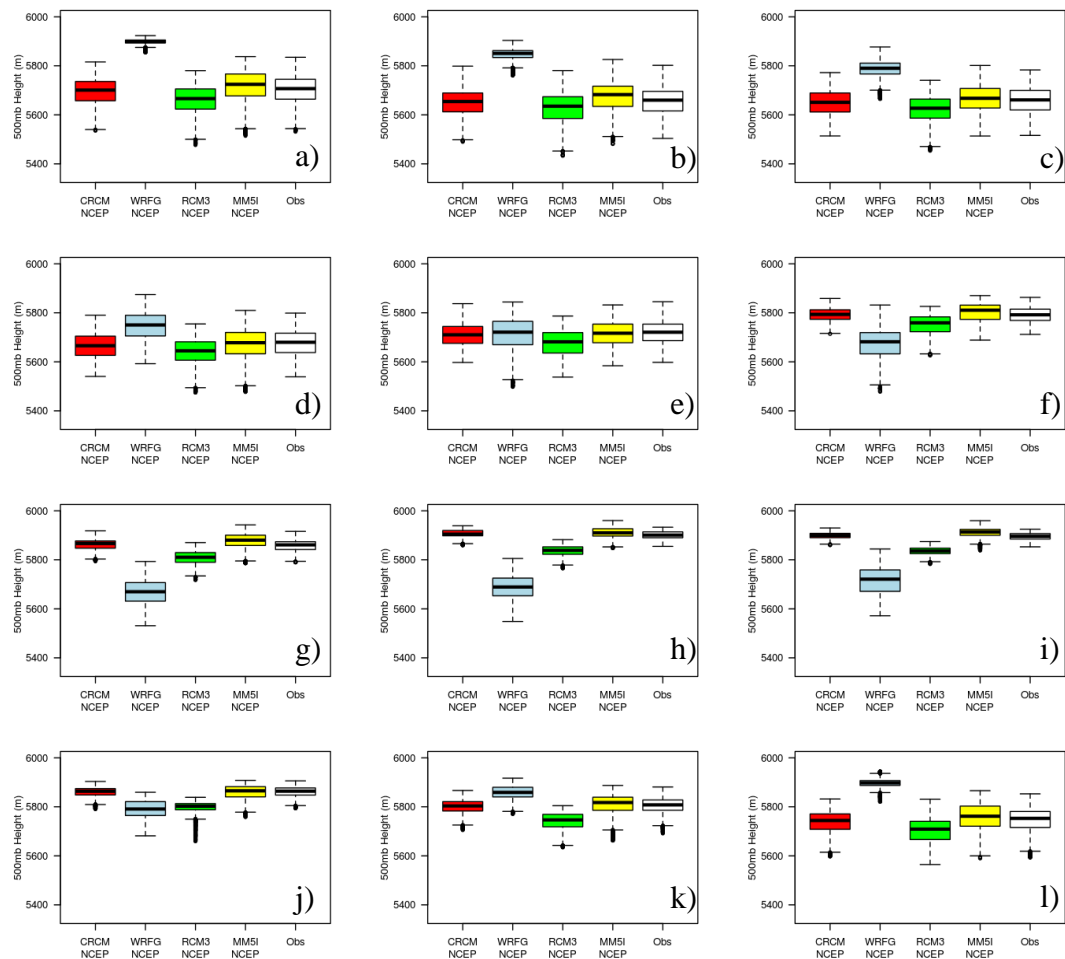 6000
5800
5600
5400
500mb Height (m)
a)
CRCM WRFG RCM3 MM5I Obs
NCEP NCEP NCEP NCEP
6000
5800
5600
5400
500mb Height (m)
b)
CRCM WRFG RCM3 MM5I Obs
NCEP NCEP NCEP NCEP
6000
5800
5600
5400
500mb Height (m)
c)
CRCM WRFG RCM3 MM5I Obs
NCEP NCEP NCEP NCEP
6000
5800
5600
5400
500mb Height (m)
d)
CRCM WRFG RCM3 MM5I Obs
NCEP NCEP NCEP NCEP
6000
5800
5600
5400
500mb Height (m)
e)
CRCM WRFG RCM3 MM5I Obs
NCEP NCEP NCEP NCEP
6000
5800
5600
5400
500mb Height (m)
f)
CRCM WRFG RCM3 MM5I Obs
NCEP NCEP NCEP NCEP
6000
5800
5600
5400
500mb Height (m)
g)
CRCM WRFG RCM3 MM5I Obs
NCEP NCEP NCEP NCEP
6000
5800
5600
5400
500mb Height (m)
h)
CRCM WRFG RCM3 MM5I Obs
NCEP NCEP NCEP NCEP
6000
5800
5600
5400
500mb Height (m)
i)
CRCM WRFG RCM3 MM5I Obs
NCEP NCEP NCEP NCEP
6000
5800
5600
5400
500mb Height (m)
j)
CRCM WRFG RCM3 MM5I Obs
NCEP NCEP NCEP NCEP
6000
5800
5600
5400
500mb Height (m)
k)
CRCM WRFG RCM3 MM5I Obs
NCEP NCEP NCEP NCEP
6000
5800
5600
5400
500mb Height (m)
l)
CRCM WRFG RCM3 MM5I Obs
NCEP NCEP NCEP NCEP